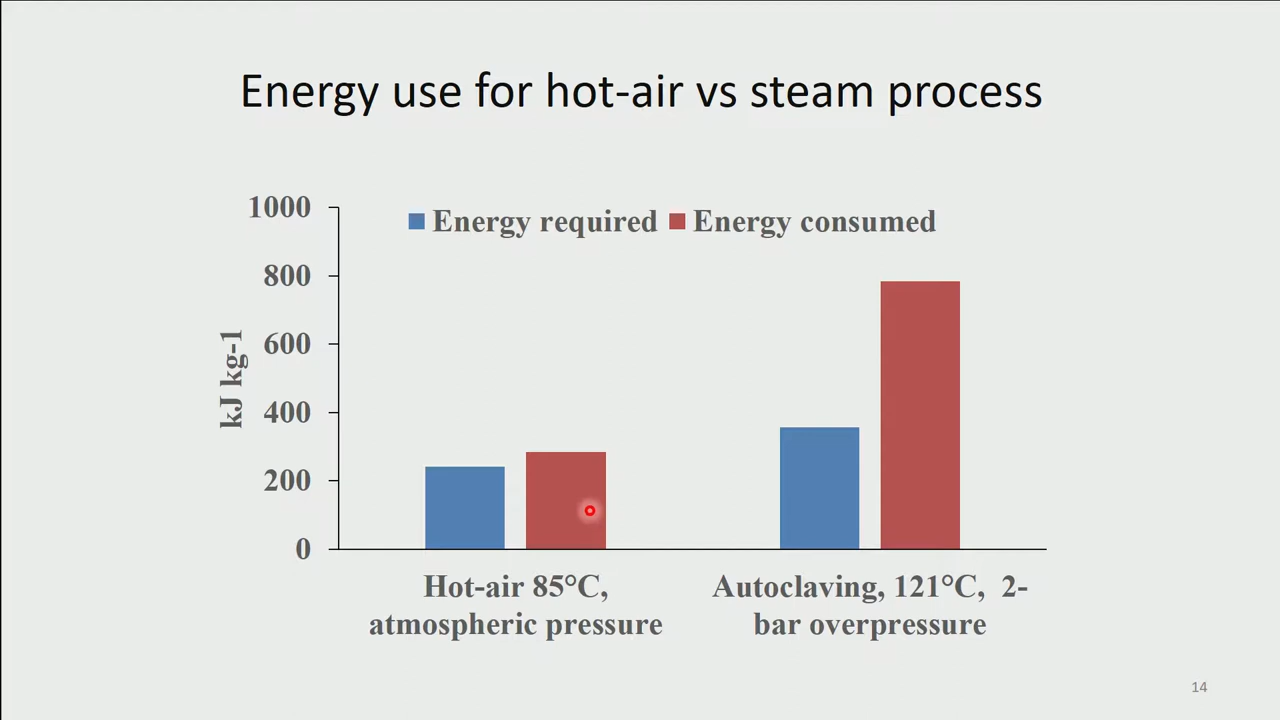 Energy use for hot-air vs steam process
1000
800
600
400
200
0
kJ kg-1
Energy required Energy consumed
Hot-air 85°C,
atmospheric pressure
Autoclaving, 121°C, 2-
bar overpressure
14